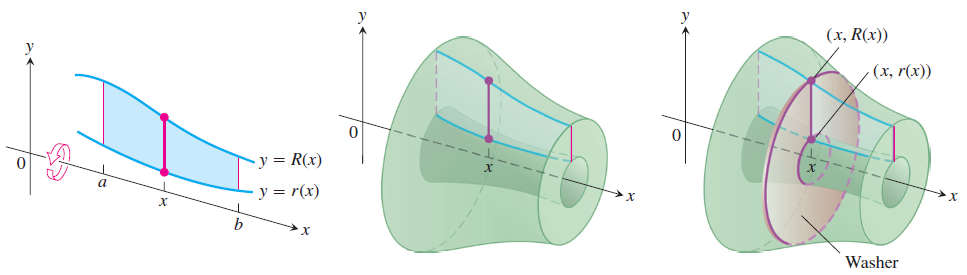 y
0
a
x
b
x
y = R(x)
y = r(x)
y
0
x
x
y
0
x
x
(x, R(x))
(x, r(x))
Washer